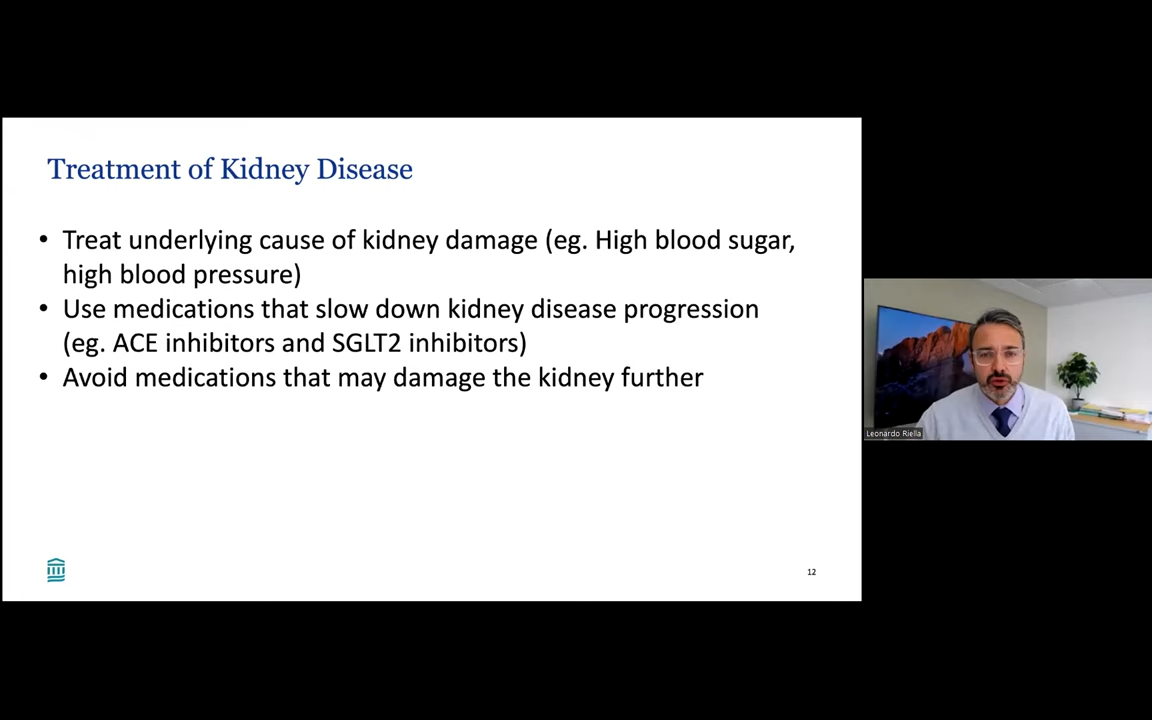 Treatment of Kidney Disease
• Treat underlying cause of kidney damage (eg. High blood sugar,
high blood pressure)
• Use medications that slow down kidney disease progression
(eg. ACE inhibitors and SGLT2 inhibitors)
• Avoid medications that may damage the kidney further
Leonardo Riella
12